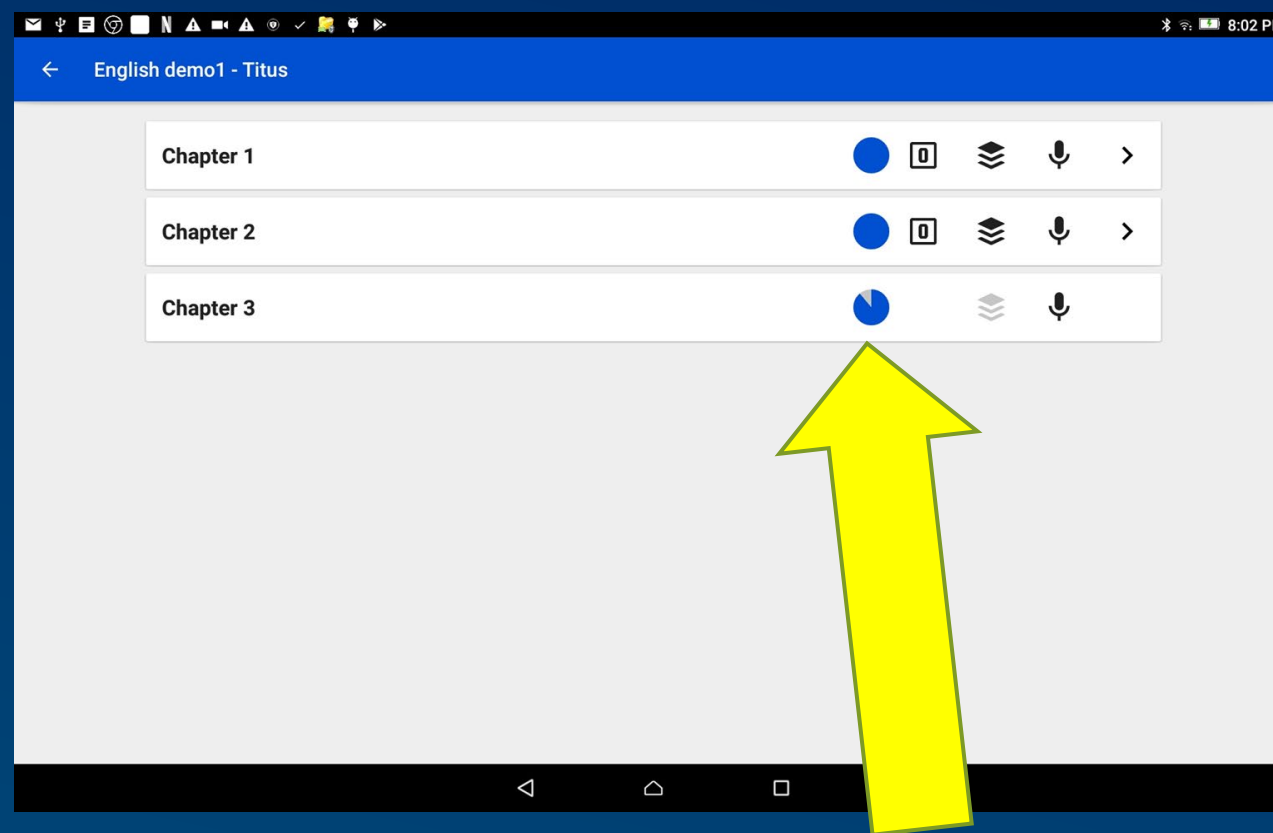 8:02 P
English demo1 - Titus
Chapter 1
0
Chapter 2
0
Chapter 3